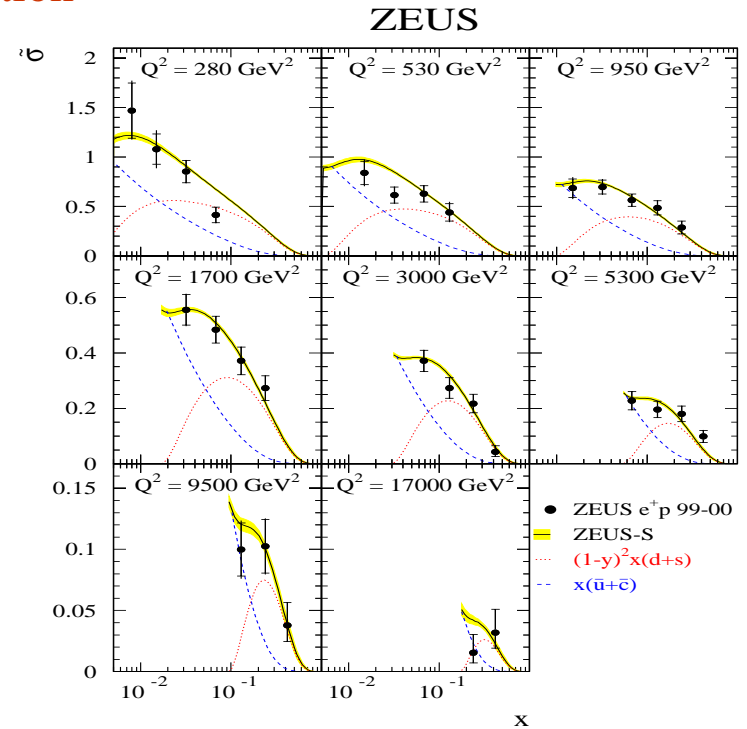 ZEUS
σ̃
Q² = 280 GeV²
Q² = 530 GeV²
Q² = 950 GeV²
2
1.5
1
0.5
0
Q² = 1700 GeV²
Q² = 3000 GeV²
Q² = 5300 GeV²
0.6
0.4
0.2
0
Q² = 9500 GeV²
Q² = 17000 GeV²
0.15
0.1
0.05
0
ZEUS e⁺p 99-00
ZEUS-S
(1-y)²x(d+s)
x(ū+c̄)
10⁻² 10⁻¹ 10⁻² 10⁻¹
x